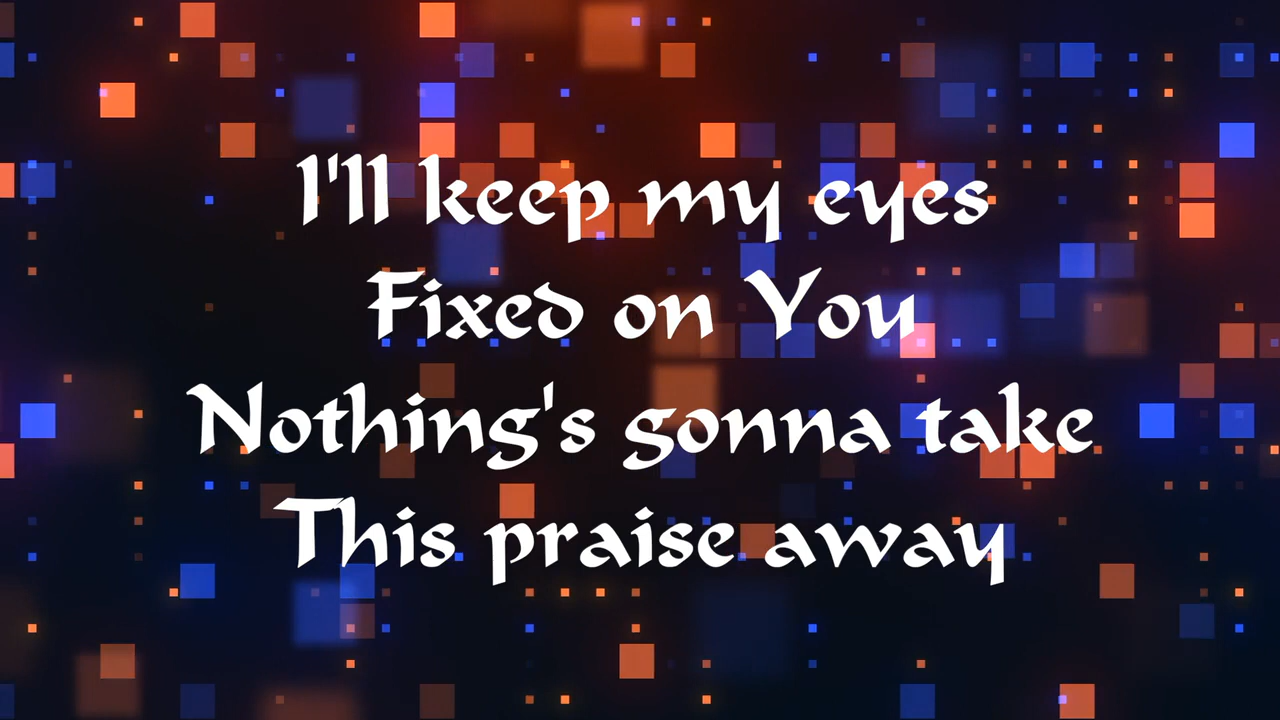 I'll keep my eyes
Fixed on You
Nothing's gonna take
This praise away